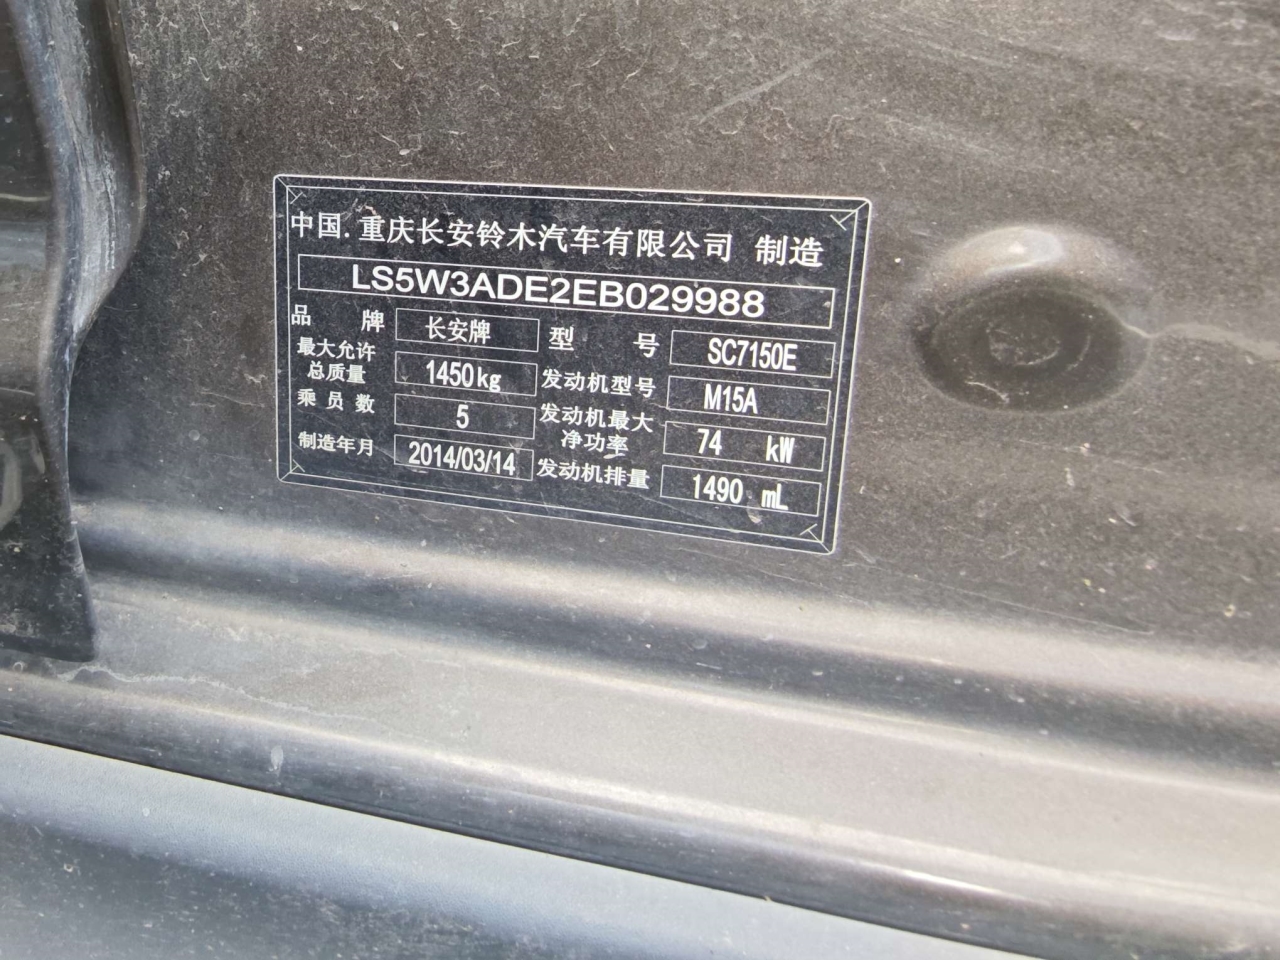 中国.重庆长安铃木汽车有限公司 制造
LS5W3ADE2EB029988
品 牌 长安牌 型 号 SC7150E
最大允许总质量 1450kg 发动机型号 M15A
乘员数 5 发动机最大净功率 74 kW
制造年月 2014/03/14 发动机排量 1490 mL